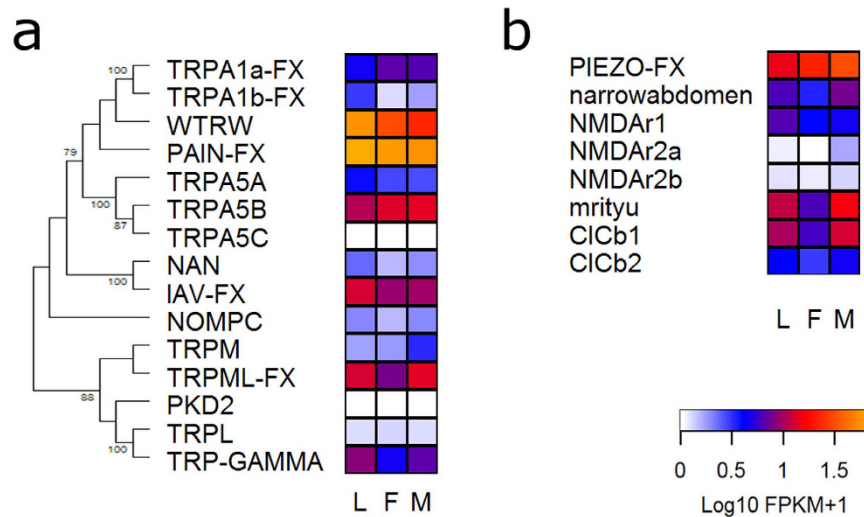 a
100
TRPA1a-FX
TRPA1b-FX
WTRW
79
PAIN-FX
TRPA5A
100
TRPA5B
87
TRPA5C
NAN
100
IAV-FX
NOMPC
TRPM
TRPML-FX
88
PKD2
TRPL
100
TRP-GAMMA
L F M
b
PIEZO-FX
narrowabdomen
NMDAr1
NMDAr2a
NMDAr2b
mrityu
ClCb1
ClCb2
L F M
0 0.5 1 1.5
Log10 FPKM+1